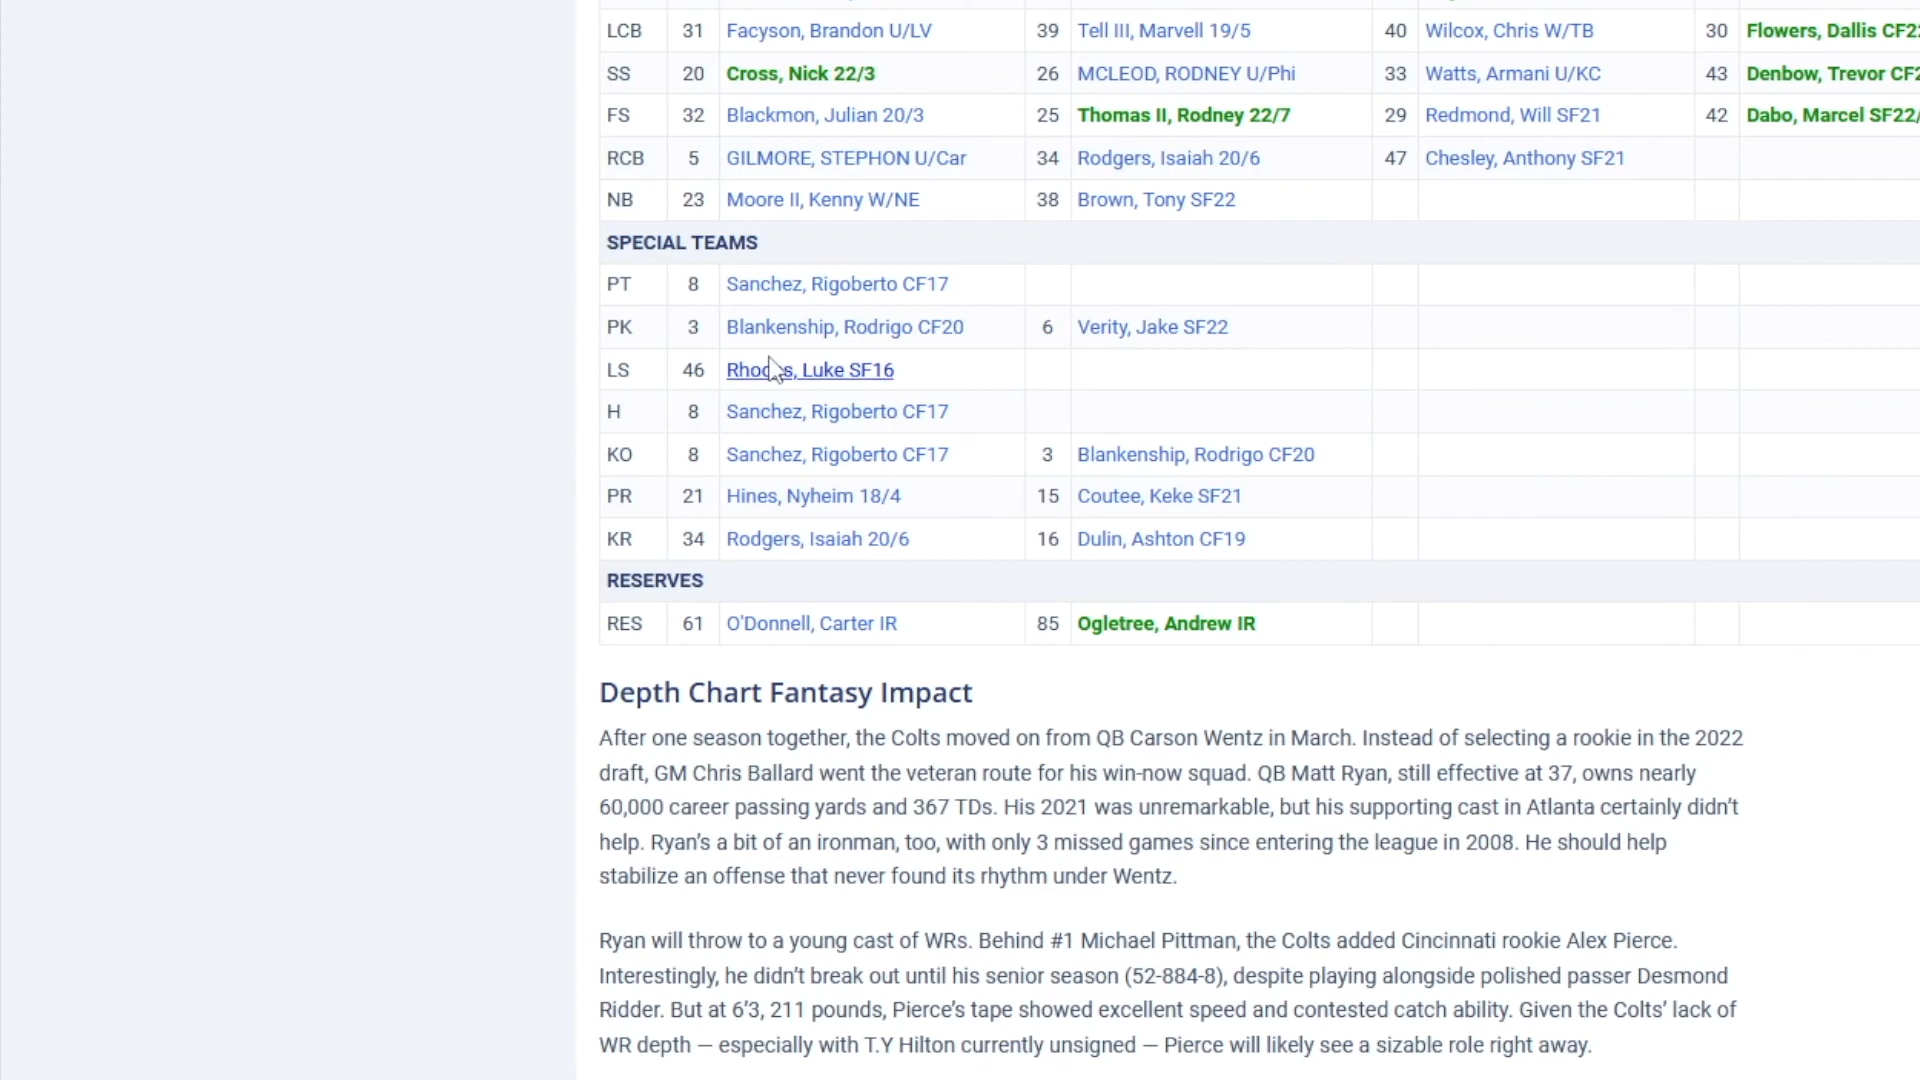 LCB 31 Facyson, Brandon U/LV 39 Tell III, Marvell 19/5 40 Wilcox, Chris W/TB 30 Flowers, Dallis
SS 20 Cross, Nick 22/3 26 MCLEOD, RODNEY U/Phi 33 Watts, Armani U/KC 43 Denbow, Trevor
FS 32 Blackmon, Julian 20/3 25 Thomas II, Rodney 22/7 29 Redmond, Will SF21 42 Dabo, Marcel SF22/
RCB 5 GILMORE, STEPHON U/Car 34 Rodgers, Isaiah 20/6 47 Chesley, Anthony SF21
NB 23 Moore II, Kenny W/NE 38 Brown, Tony SF22
SPECIAL TEAMS
PT 8 Sanchez, Rigoberto CF17
PK 3 Blankenship, Rodrigo CF20 6 Verity, Jake SF22
LS 46 Rhodes, Luke SF16
H 8 Sanchez, Rigoberto CF17
KO 8 Sanchez, Rigoberto CF17 3 Blankenship, Rodrigo CF20
PR 21 Hines, Nyheim 18/4 15 Coutee, Keke SF21
KR 34 Rodgers, Isaiah 20/6 16 Dulin, Ashton CF19
RESERVES
RES 61 O'Donnell, Carter IR 85 Ogletree, Andrew IR
Depth Chart Fantasy Impact
After one season together, the Colts moved on from QB Carson Wentz in March. Instead of selecting a rookie in the 2022
draft, GM Chris Ballard went the veteran route for his win-now squad. QB Matt Ryan, still effective at 37, owns nearly
60,000 career passing yards and 367 TDs. His 2021 was unremarkable, but his supporting cast in Atlanta certainly didn’t
help. Ryan’s a bit of an ironman, too, with only 3 missed games since entering the league in 2008. He should help
stabilize an offense that never found its rhythm under Wentz.
Ryan will throw to a young cast of WRs. Behind #1 Michael Pittman, the Colts added Cincinnati rookie Alex Pierce.
Interestingly, he didn’t break out until his senior season (52-884-8), despite playing alongside polished passer Desmond
Ridder. But at 6’3, 211 pounds, Pierce’s tape showed excellent speed and contested catch ability. Given the Colts’ lack of
WR depth — especially with T.Y Hilton currently unsigned — Pierce will likely see a sizable role right away.